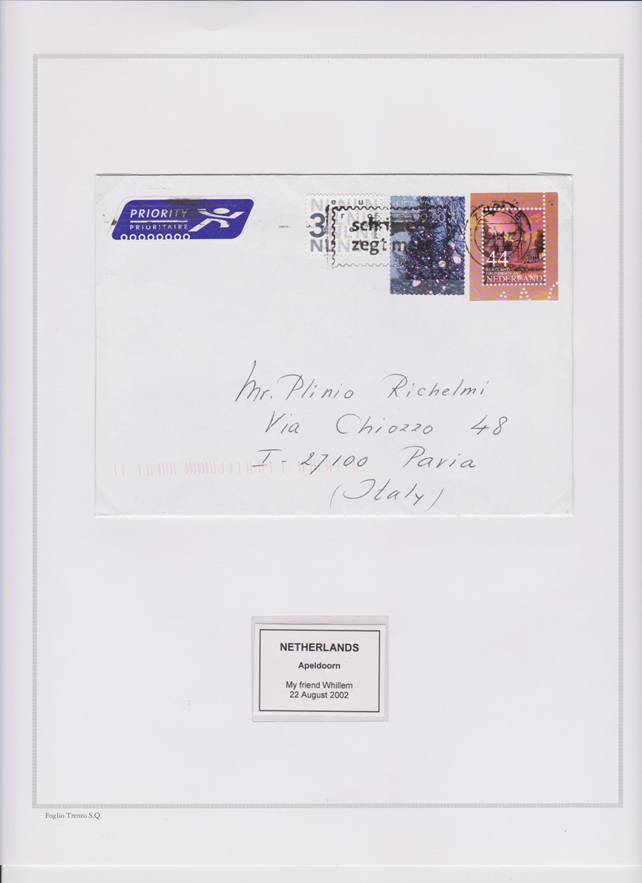 PRIORITY
PRIORITAIRE
3
schrijven
zegt meer
44
NEDERLAND
Mr. Plinio Richelmi
Via Chiozzo 48
I - 27100 Pavia
(Italy)
NETHERLANDS
Apeldoorn
My friend Whillem
22 August 2002
Foglio Trento S.Q.